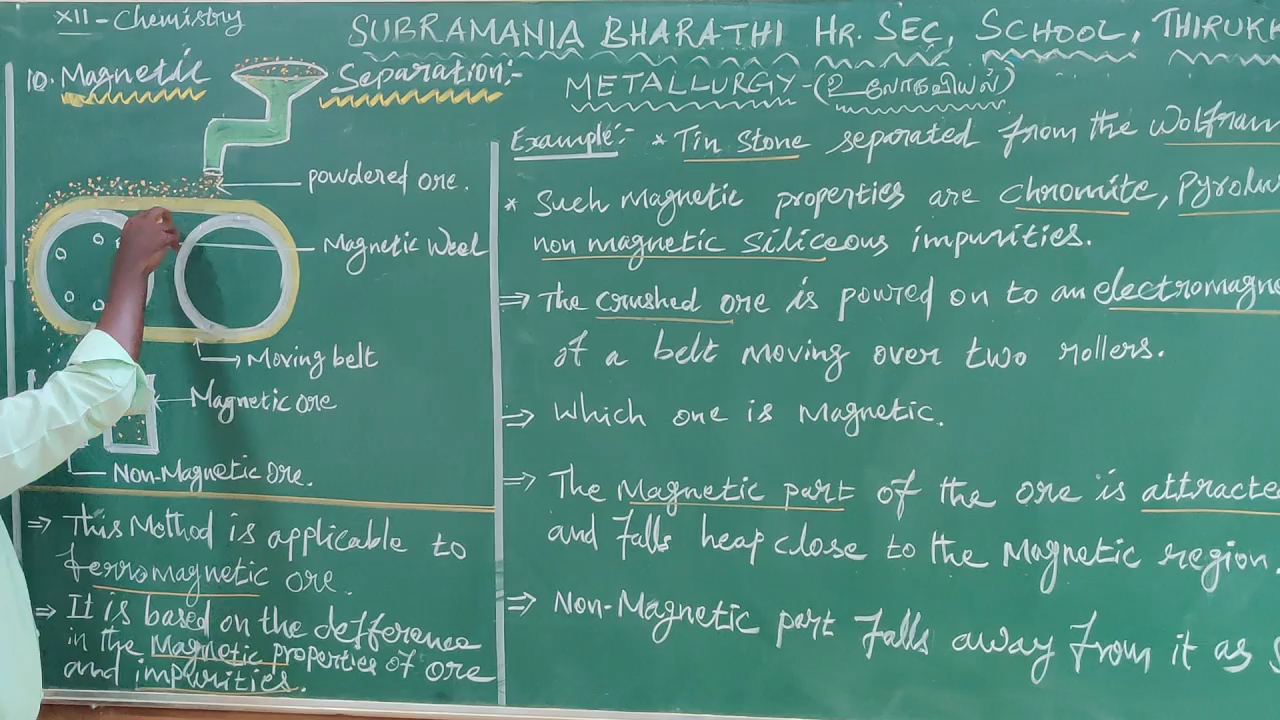 XII - Chemistry
SUBRAMANIA BHARATHI HR. SEC, SCHOOL, THIRUK
10. Magnetic Separation:-
METALLURGY - (உலோகவியல்)
powdered ore.
Magnetic Weel
Moving belt
Magnetic ore
Non-Magnetic ore.
⇒ This Method is applicable to
ferromagnetic ore.
⇒ It is based on the defference
in the Magnetic properties of ore
and impurities.
Example:- * Tin Stone separated from the Wolfram
* Such Magnetic properties are Chromite, Pyrolus
non magnetic Siliceous impurities.
⇒ The crushed ore is poured on to an electromagne
of a belt moving over two rollers.
⇒ Which one is Magnetic.
⇒ The Magnetic part of the ore is attracte
and falls heap close to the Magnetic region.
⇒ Non-Magnetic part falls away from it as